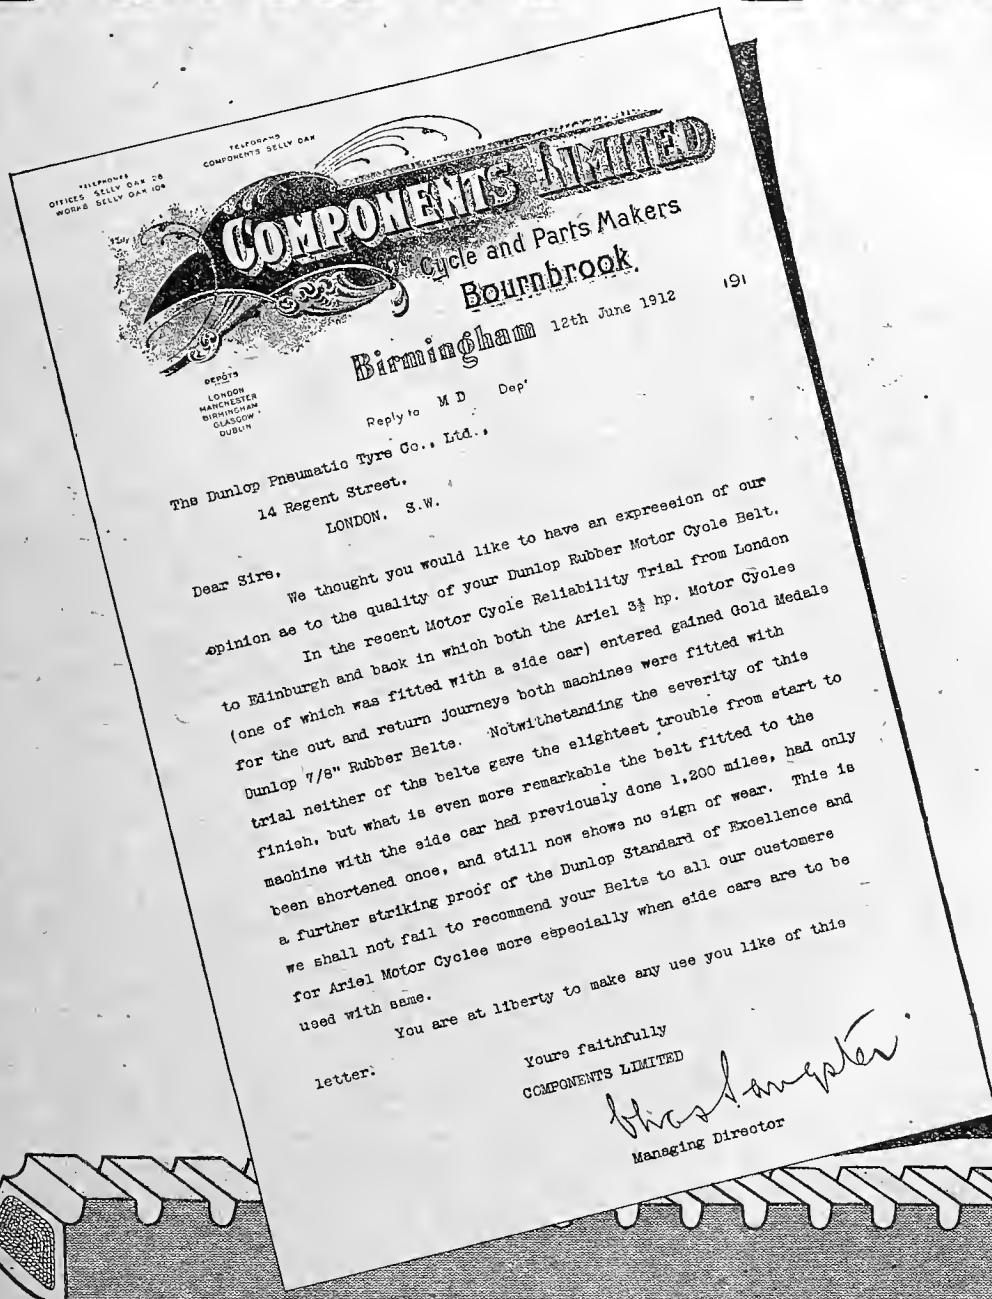 TELEGRAMS
COMPONENTS SELLY OAK
TELEPHONES
OFFICES SELLY OAK 28
WORKS SELLY OAK 104
COMPONENTS LIMITED
Cycle and Parts Makers
Bournbrook.
Birmingham 12th June 1912 191
DEPÔTS
LONDON
MANCHESTER
BIRMINGHAM
GLASGOW
DUBLIN
Reply to M D Dept
The Dunlop Pneumatic Tyre Co., Ltd.,
14 Regent Street.
LONDON. S.W.
Dear Sirs,
We thought you would like to have an expression of our
opinion as to the quality of your Dunlop Rubber Motor Cycle Belt.
In the recent Motor Cycle Reliability Trial from London
to Edinburgh and back in which both the Ariel 3½ hp. Motor Cycles
(one of which was fitted with a side car) entered gained Gold Medals
for the out and return journeys both machines were fitted with
Dunlop 7/8" Rubber Belts. Notwithstanding the severity of this
trial neither of the belts gave the slightest trouble from start to
finish, but what is even more remarkable the belt fitted to the
machine with the side car had previously done 1,200 miles, had only
been shortened once, and still now shows no sign of wear. This is
a further striking proof of the Dunlop Standard of Excellence and
we shall not fail to recommend your Belts to all our customers
for Ariel Motor Cycles more especially when side cars are to be
used with same.
You are at liberty to make any use you like of this
letter.
Yours faithfully
COMPONENTS LIMITED
Chas Sangster
Managing Director